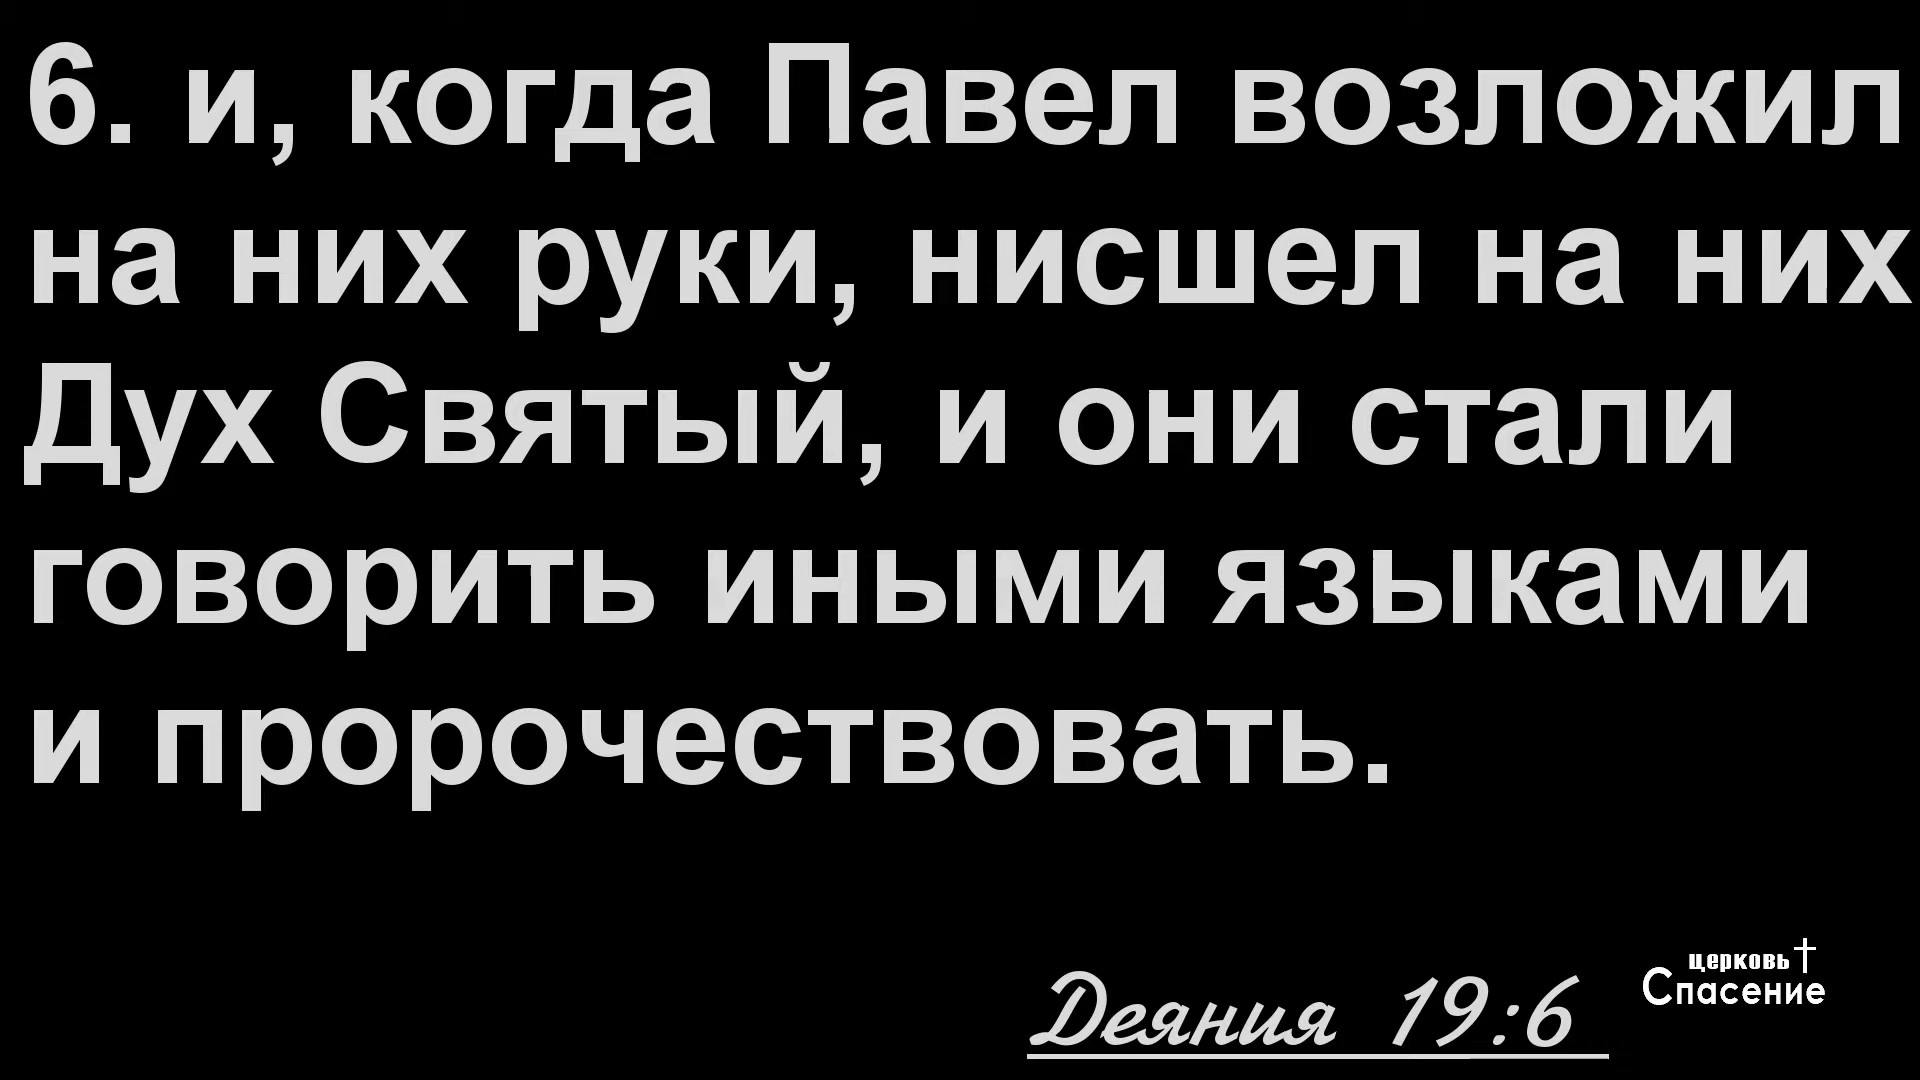 6. и, когда Павел возложил
на них руки, нисшел на них
Дух Святый, и они стали
говорить иными языками
и пророчествовать.
Деяния 19:6
церковь
Спасение